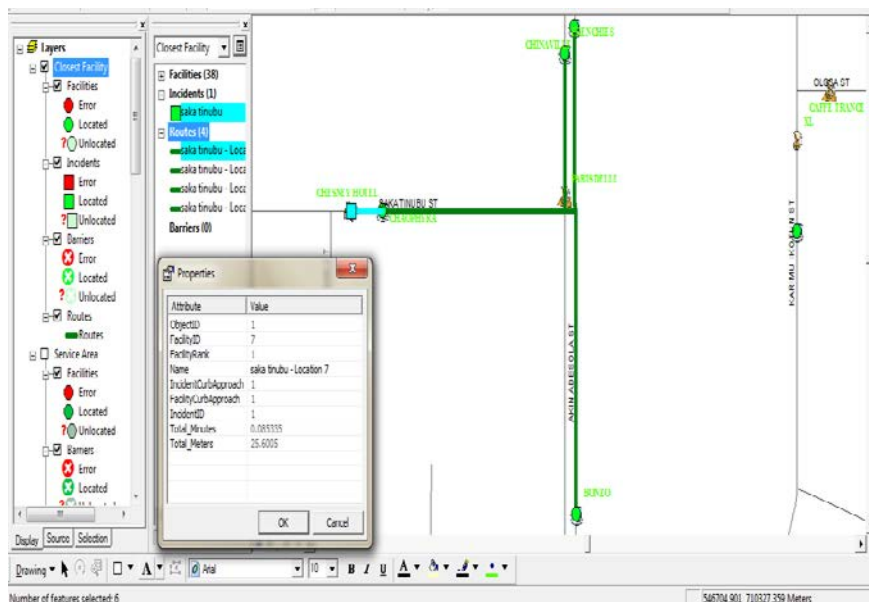 Layers
Closest Facility
Facilities
Error
Located
Unlocated
Incidents
Error
Located
Unlocated
Barriers
Error
Located
Unlocated
Routes
Routes
Service Area
Facilities
Error
Located
Unlocated
Barriers
Error
Located
Display Source Selection
Closest Facility
Facilities (38)
Incidents (1)
saka tinubu
Routes (4)
saka tinubu - Loca
saka tinubu - Loca
saka tinubu - Loca
saka tinubu - Loca
Barriers (0)
OLOSA ST
SAKA TINUBU ST
AKIN ADESOLA ST
Properties
Attribute Value
ObjectID 1
FacilityID 7
FacilityRank 1
Name saka tinubu - Location 7
IncidentCurbApproach 1
FacilityCurbApproach 1
IncidentID 1
Total_Minutes 0.085335
Total_Meters 25.6005
OK Cancel
Drawing A Arial 10 B I U A
Number of features selected: 6
546704.901 710327.359 Meters